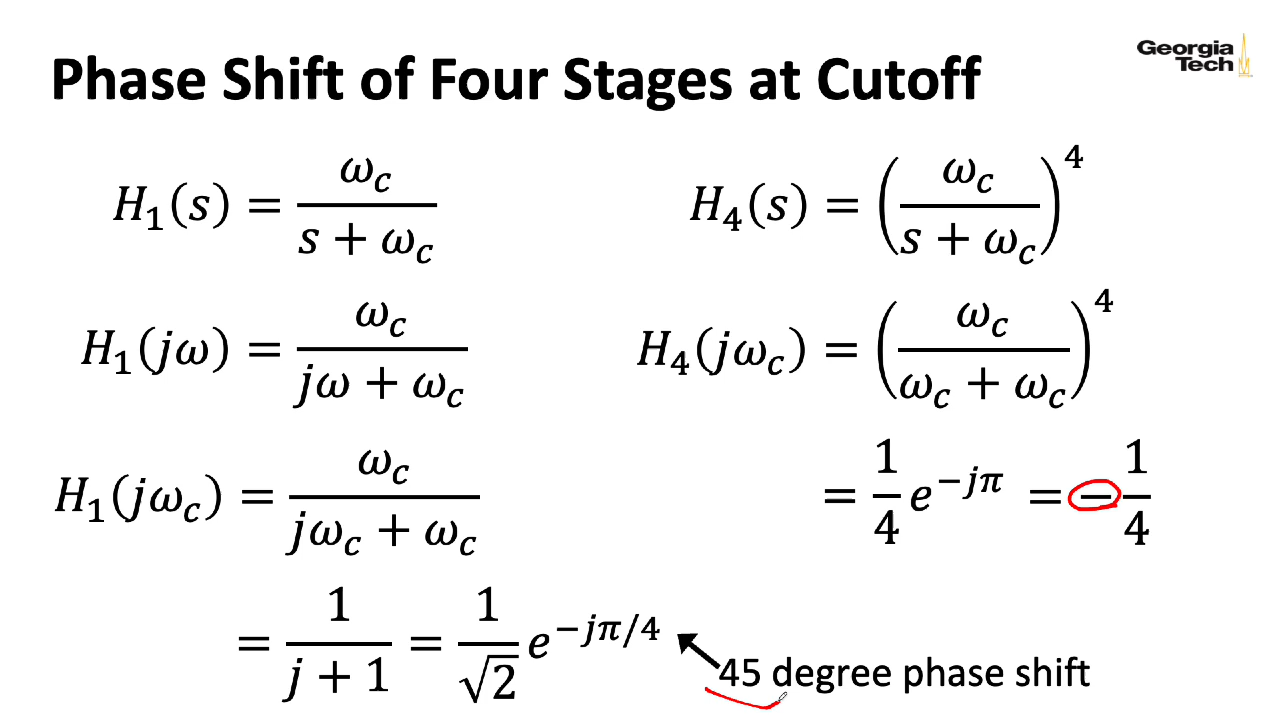 Phase Shift of Four Stages at Cutoff
Georgia
Tech
H₁(s) = ω_c / (s + ω_c)
H₁(jω) = ω_c / (jω + ω_c)
H₁(jω_c) = ω_c / (jω_c + ω_c)
= 1 / (j + 1) = 1 / √2 e^(−jπ/4)
45 degree phase shift
H₄(s) = (ω_c / (s + ω_c))⁴
H₄(jω_c) = (ω_c / (ω_c + ω_c))⁴
= 1/4 e^(−jπ) = − 1/4